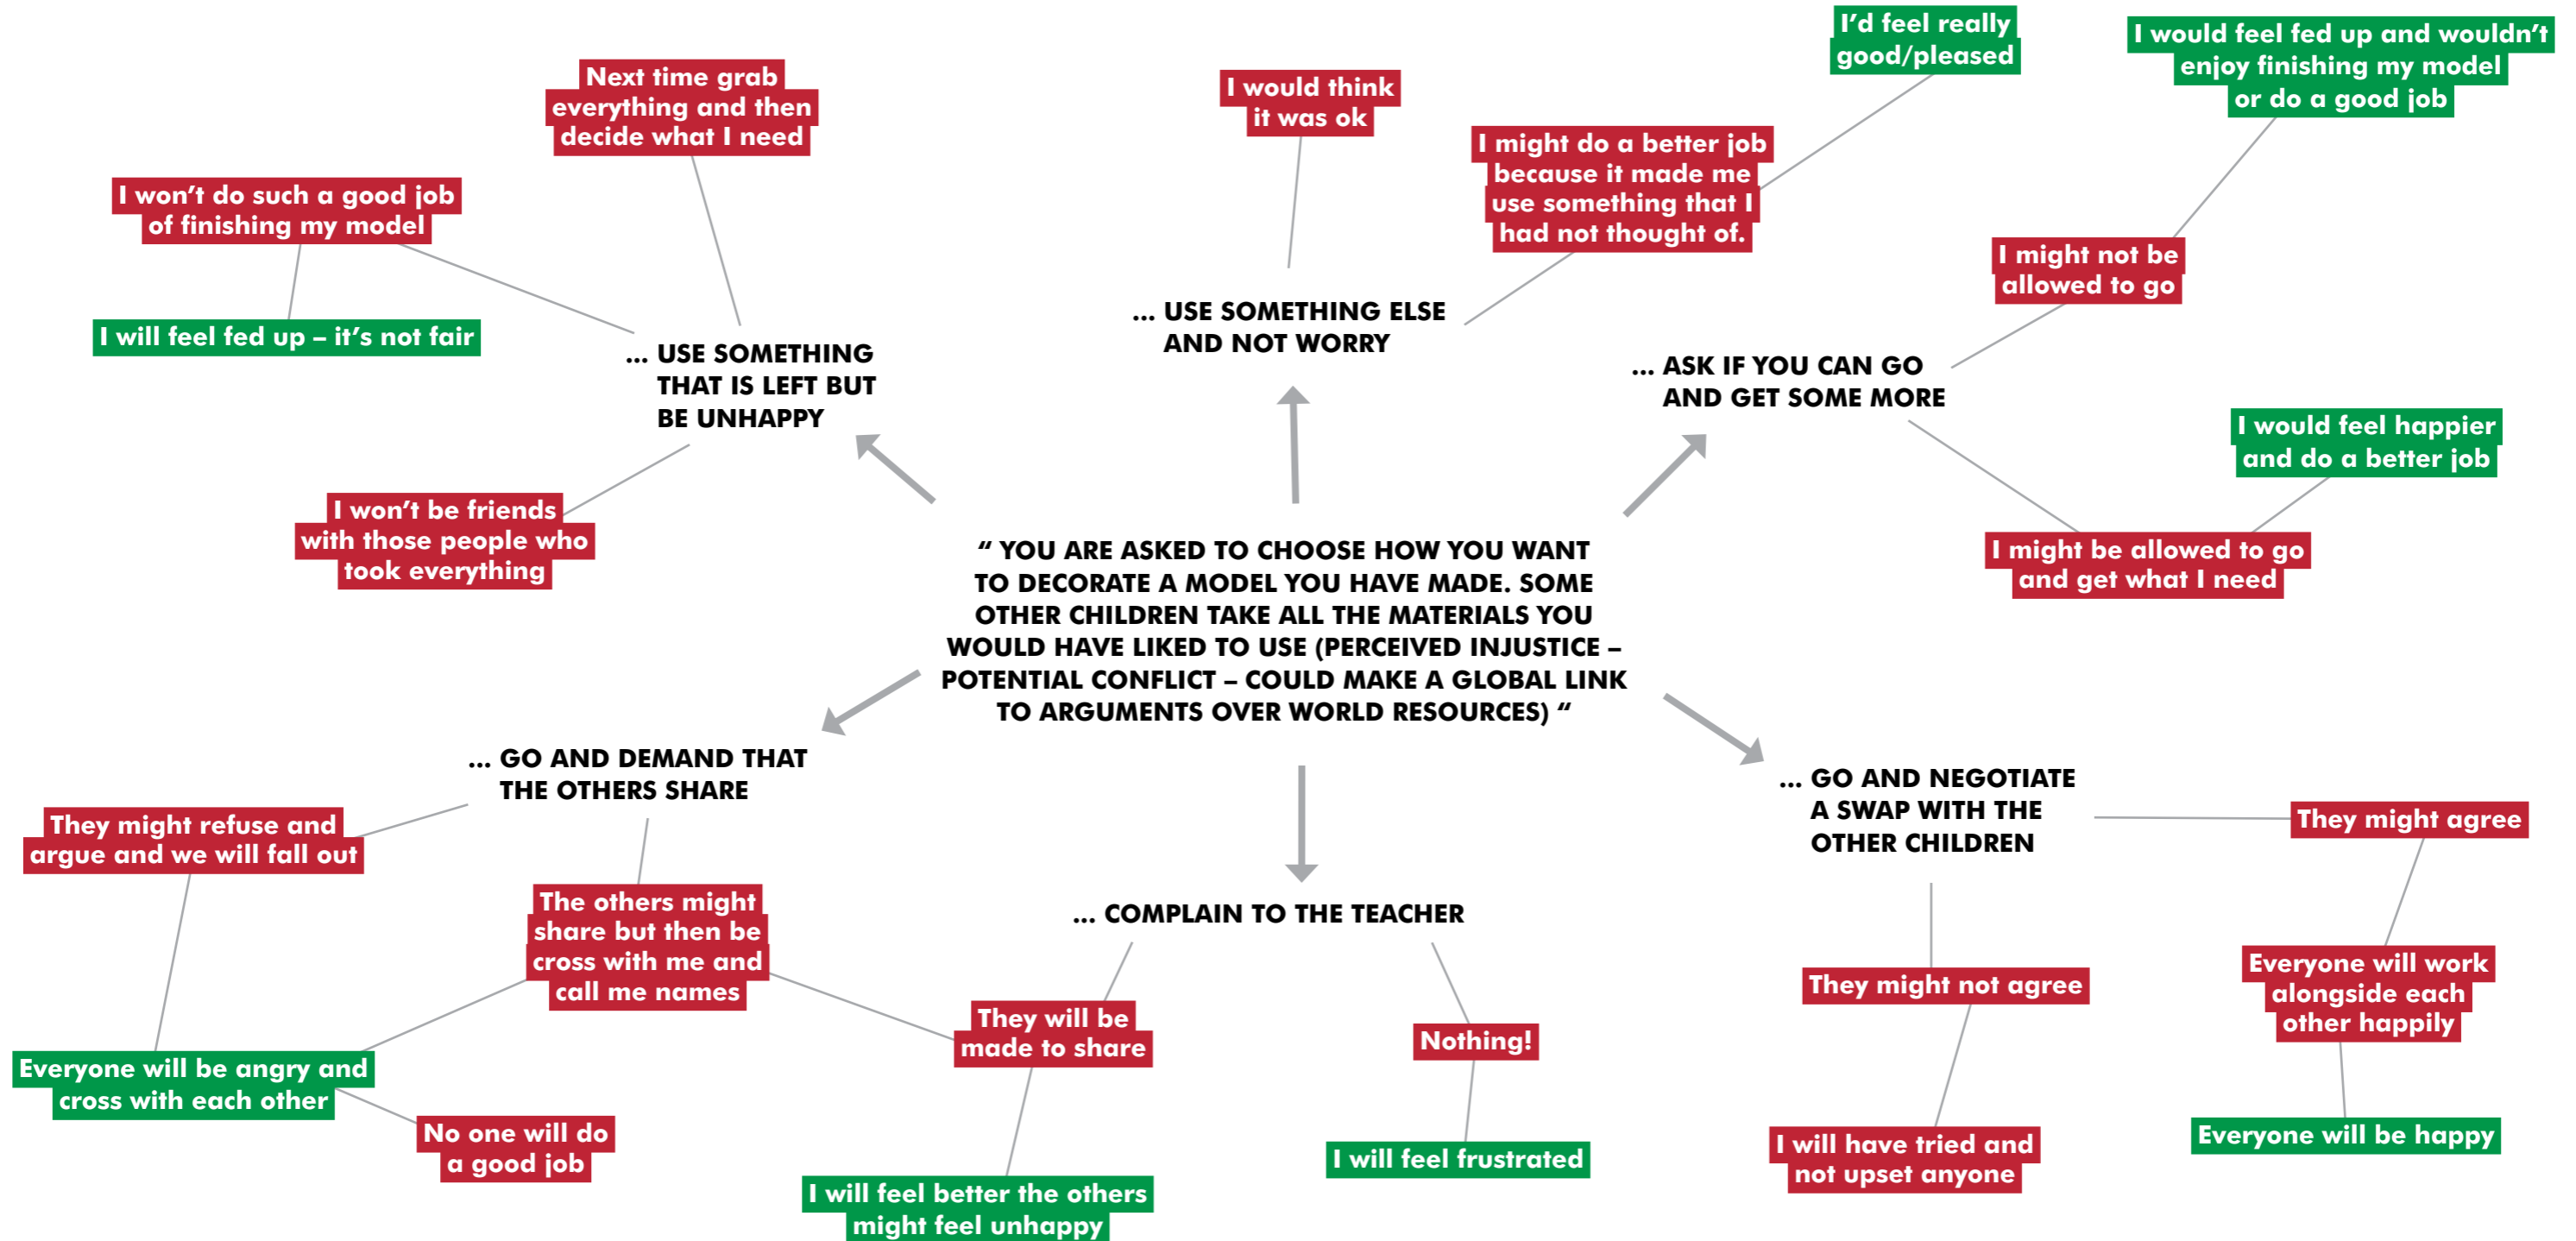 I'd feel really
good/pleased
I would feel fed up and wouldn't
enjoy finishing my model
or do a good job
Next time grab
everything and then
decide what I need
I would think
it was ok
I might do a better job
because it made me
use something that I
had not thought of.
I won't do such a good job
of finishing my model
I might not be
allowed to go
I will feel fed up – it's not fair
... USE SOMETHING ELSE
AND NOT WORRY
... USE SOMETHING
THAT IS LEFT BUT
BE UNHAPPY
... ASK IF YOU CAN GO
AND GET SOME MORE
I would feel happier
and do a better job
I won't be friends
with those people who
took everything
I might be allowed to go
and get what I need
“ YOU ARE ASKED TO CHOOSE HOW YOU WANT
TO DECORATE A MODEL YOU HAVE MADE. SOME
OTHER CHILDREN TAKE ALL THE MATERIALS YOU
WOULD HAVE LIKED TO USE (PERCEIVED INJUSTICE –
POTENTIAL CONFLICT – COULD MAKE A GLOBAL LINK
TO ARGUMENTS OVER WORLD RESOURCES) “
... GO AND DEMAND THAT
THE OTHERS SHARE
... GO AND NEGOTIATE
A SWAP WITH THE
OTHER CHILDREN
They might refuse and
argue and we will fall out
They might agree
The others might
share but then be
cross with me and
call me names
... COMPLAIN TO THE TEACHER
They might not agree
Everyone will work
alongside each
other happily
They will be
made to share
Nothing!
Everyone will be angry and
cross with each other
No one will do
a good job
I will feel frustrated
I will have tried and
not upset anyone
Everyone will be happy
I will feel better the others
might feel unhappy